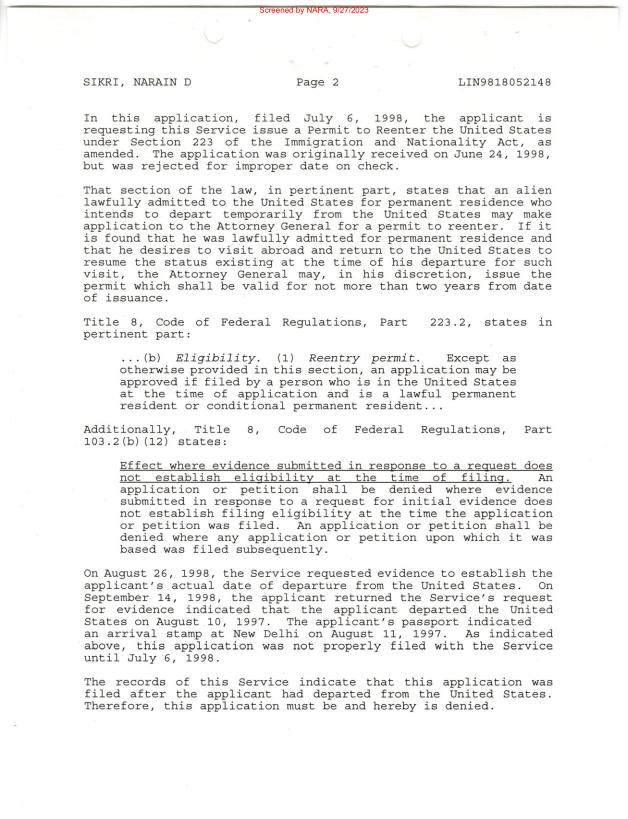 Screened by NARA, 9/27/2023
SIKRI, NARAIN D Page 2 LIN9818052148
In this application, filed July 6, 1998, the applicant is
requesting this Service issue a Permit to Reenter the United States
under Section 223 of the Immigration and Nationality Act, as
amended. The application was originally received on June 24, 1998,
but was rejected for improper date on check.
That section of the law, in pertinent part, states that an alien
lawfully admitted to the United States for permanent residence who
intends to depart temporarily from the United States may make
application to the Attorney General for a permit to reenter. If it
is found that he was lawfully admitted for permanent residence and
that he desires to visit abroad and return to the United States to
resume the status existing at the time of his departure for such
visit, the Attorney General may, in his discretion, issue the
permit which shall be valid for not more than two years from date
of issuance.
Title 8, Code of Federal Regulations, Part 223.2, states in
pertinent part:
...(b) Eligibility. (1) Reentry permit. Except as
otherwise provided in this section, an application may be
approved if filed by a person who is in the United States
at the time of application and is a lawful permanent
resident or conditional permanent resident...
Additionally, Title 8, Code of Federal Regulations, Part
103.2(b)(12) states:
Effect where evidence submitted in response to a request does
not establish eligibility at the time of filing. An
application or petition shall be denied where evidence
submitted in response to a request for initial evidence does
not establish filing eligibility at the time the application
or petition was filed. An application or petition shall be
denied where any application or petition upon which it was
based was filed subsequently.
On August 26, 1998, the Service requested evidence to establish the
applicant's actual date of departure from the United States. On
September 14, 1998, the applicant returned the Service's request
for evidence indicated that the applicant departed the United
States on August 10, 1997. The applicant's passport indicated
an arrival stamp at New Delhi on August 11, 1997. As indicated
above, this application was not properly filed with the Service
until July 6, 1998.
The records of this Service indicate that this application was
filed after the applicant had departed from the United States.
Therefore, this application must be and hereby is denied.